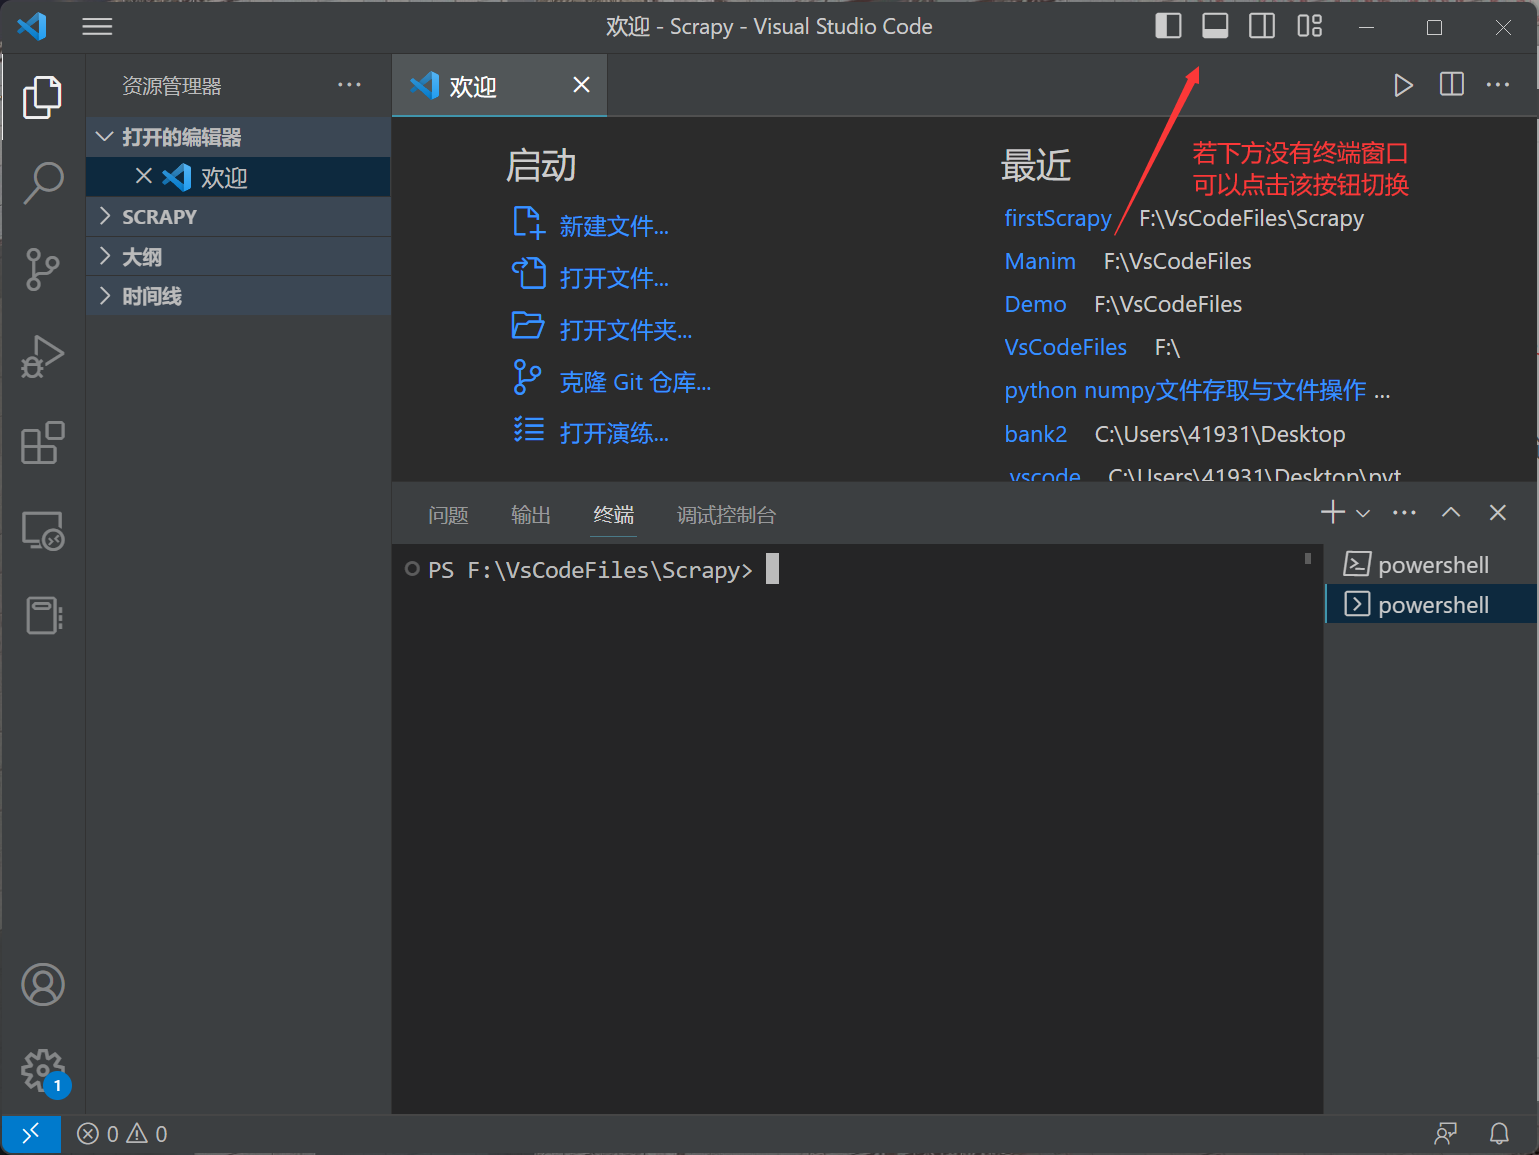 欢迎 - Scrapy - Visual Studio Code
资源管理器
欢迎
打开的编辑器
欢迎
SCRAPY
大纲
时间线
启动
新建文件...
打开文件...
打开文件夹...
克隆 Git 仓库...
打开演练...
最近
若下方没有终端窗口
可以点击该按钮切换
firstScrapy F:\VsCodeFiles\Scrapy
Manim F:\VsCodeFiles
Demo F:\VsCodeFiles
VsCodeFiles F:\
python numpy文件存取与文件操作 ...
bank2 C:\Users\41931\Desktop
.vscode C:\Users\41931\Desktop\pyt
问题 输出 终端 调试控制台
PS F:\VsCodeFiles\Scrapy>
powershell
powershell
1
0 0